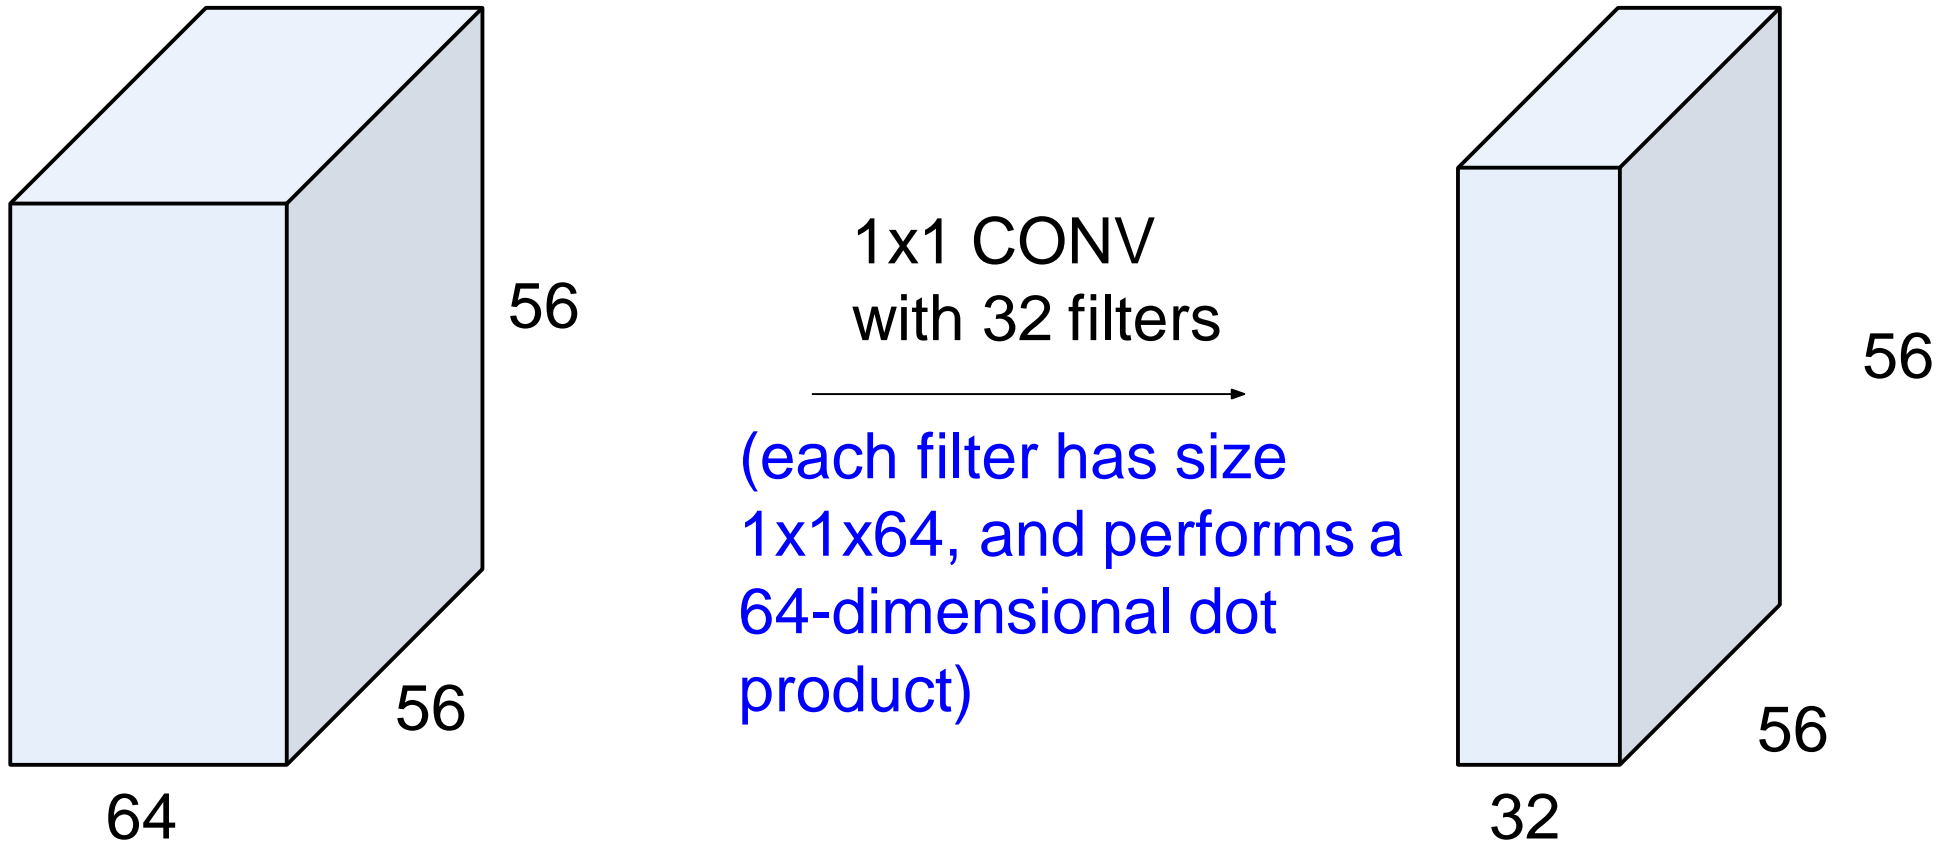 56
56
64
1x1 CONV
with 32 filters
(each filter has size
1x1x64, and performs a
64-dimensional dot
product)
56
56
32